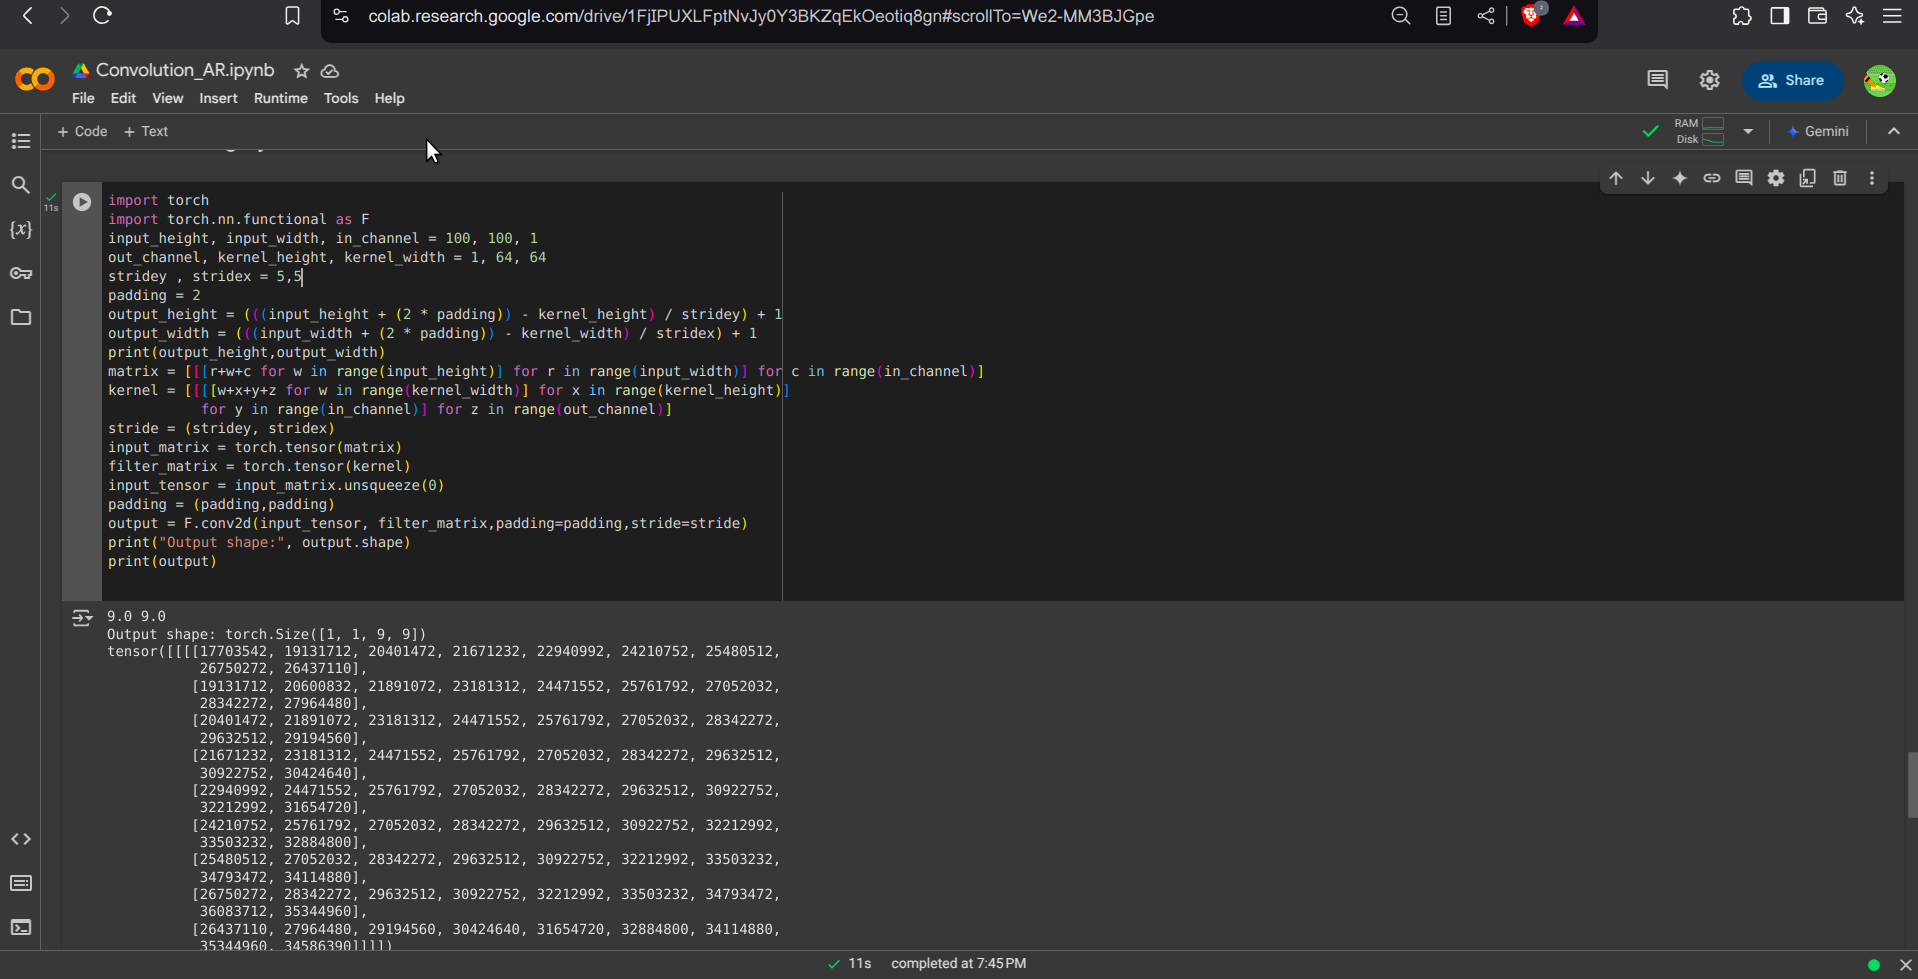 colab.research.google.com/drive/1FjIPUXLFptNvJy0Y3BKZqEkOeotiq8gn#scrollTo=We2-MM3BJGpe
2
Convolution_AR.ipynb
Share
File Edit View Insert Runtime Tools Help
+ Code + Text
RAM
Disk
Gemini
11s
import torch
import torch.nn.functional as F
input_height, input_width, in_channel = 100, 100, 1
out_channel, kernel_height, kernel_width = 1, 64, 64
stridey , stridex = 5,5
padding = 2
output_height = (((input_height + (2 * padding)) - kernel_height) / stridey) + 1
output_width = (((input_width + (2 * padding)) - kernel_width) / stridex) + 1
print(output_height,output_width)
matrix = [[[r+w+c for w in range(input_height)] for r in range(input_width)] for c in range(in_channel)]
kernel = [[[[w+x+y+z for w in range(kernel_width)] for x in range(kernel_height)]
for y in range(in_channel)] for z in range(out_channel)]
stride = (stridey, stridex)
input_matrix = torch.tensor(matrix)
filter_matrix = torch.tensor(kernel)
input_tensor = input_matrix.unsqueeze(0)
padding = (padding,padding)
output = F.conv2d(input_tensor, filter_matrix,padding=padding,stride=stride)
print("Output shape:", output.shape)
print(output)
9.0 9.0
Output shape: torch.Size([1, 1, 9, 9])
tensor([[[[17703542, 19131712, 20401472, 21671232, 22940992, 24210752, 25480512,
26750272, 26437110],
[19131712, 20600832, 21891072, 23181312, 24471552, 25761792, 27052032,
28342272, 27964480],
[20401472, 21891072, 23181312, 24471552, 25761792, 27052032, 28342272,
29632512, 29194560],
[21671232, 23181312, 24471552, 25761792, 27052032, 28342272, 29632512,
30922752, 30424640],
[22940992, 24471552, 25761792, 27052032, 28342272, 29632512, 30922752,
32212992, 31654720],
[24210752, 25761792, 27052032, 28342272, 29632512, 30922752, 32212992,
33503232, 32884800],
[25480512, 27052032, 28342272, 29632512, 30922752, 32212992, 33503232,
34793472, 34114880],
[26750272, 28342272, 29632512, 30922752, 32212992, 33503232, 34793472,
36083712, 35344960],
[26437110, 27964480, 29194560, 30424640, 31654720, 32884800, 34114880,
35344960, 34586390]]]])
11s completed at 7:45 PM